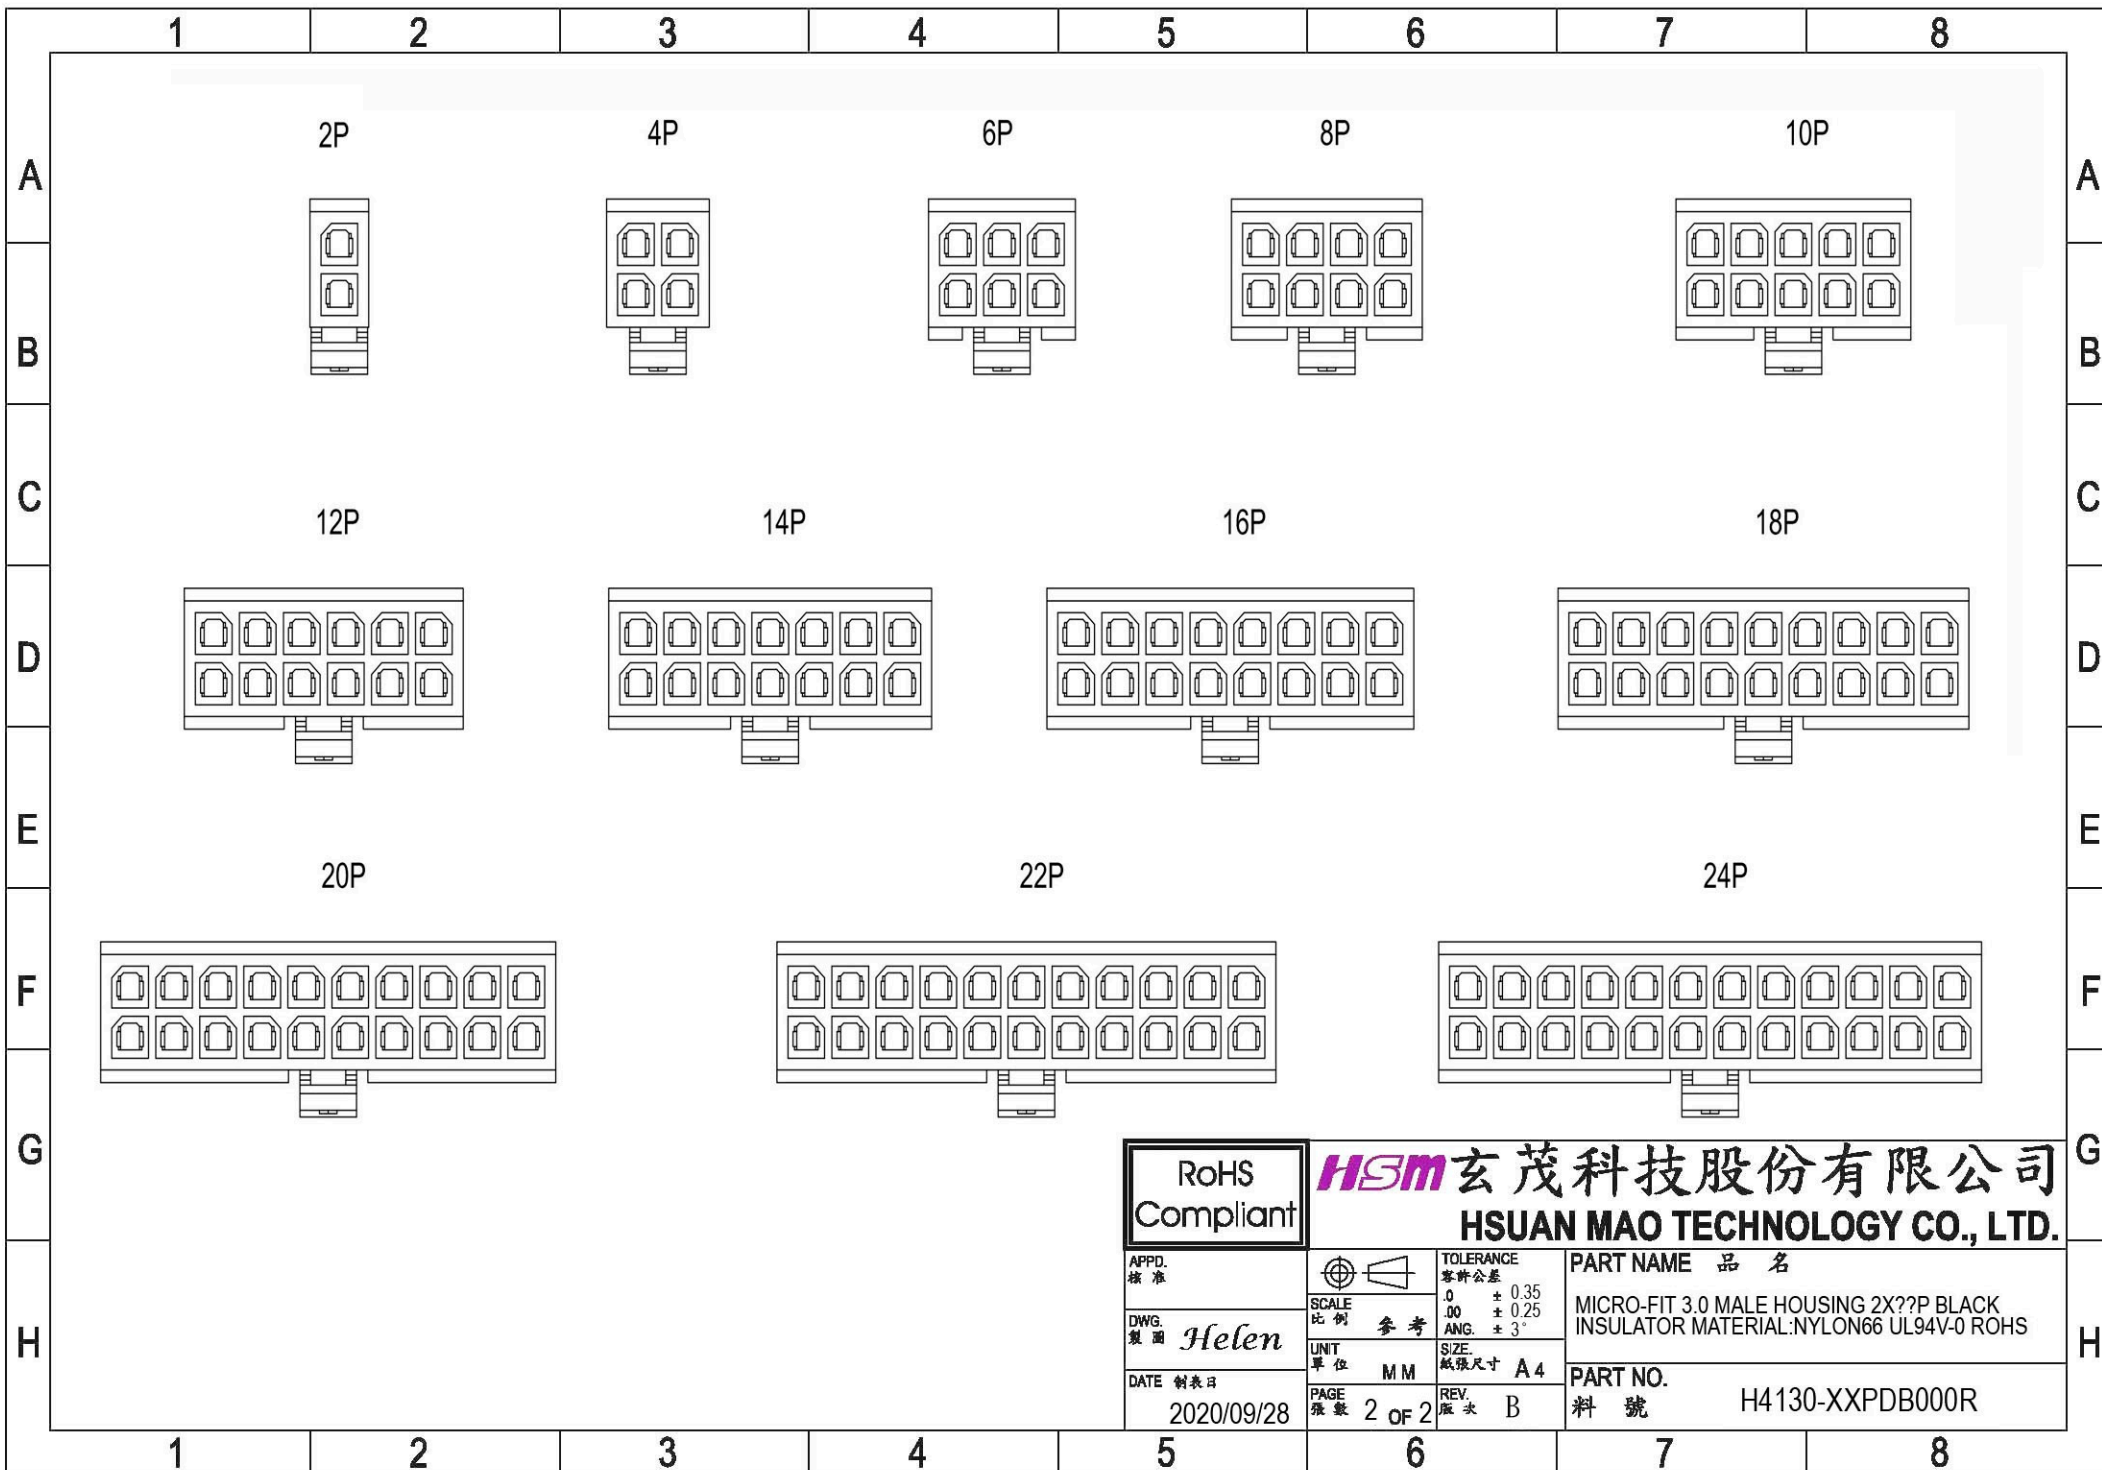 1 2 3 4 5 6 7 8
2P 4P 6P 8P 10P
A A
B B
C C
12P 14P 16P 18P
D D
E E
20P 22P 24P
F F
G G
RoHS
Compliant
HSm 玄茂科技股份有限公司
HSUAN MAO TECHNOLOGY CO., LTD.
APPD.
核准
DWG.
製圖 Helen
DATE 制表日
2020/09/28
SCALE
比例 參考
UNIT
單位 MM
PAGE
張數 2 OF 2
TOLERANCE
容許公差
.0 ± 0.35
.00 ± 0.25
ANG. ± 3°
SIZE.
紙張尺寸 A4
REV.
版次 B
PART NAME 品名
MICRO-FIT 3.0 MALE HOUSING 2X??P BLACK
INSULATOR MATERIAL:NYLON66 UL94V-0 ROHS
PART NO.
料號 H4130-XXPDB000R
H H
1 2 3 4 5 6 7 8